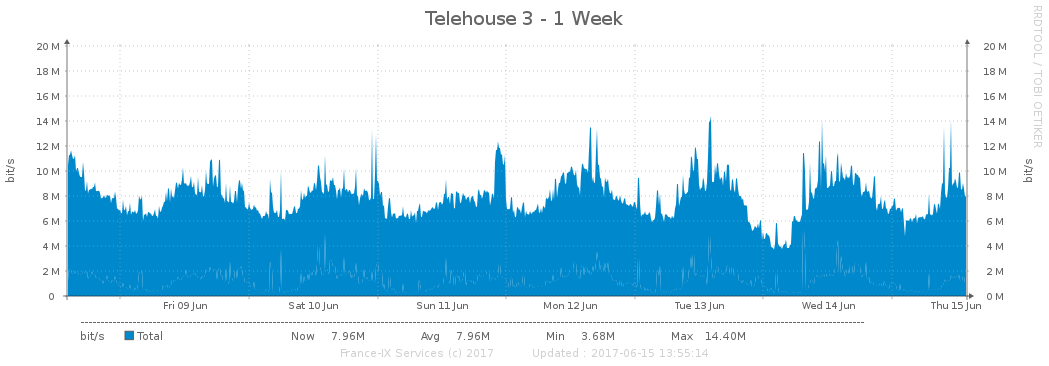 Telehouse 3 - 1 Week
RRDTOOL / TOBI OETIKER
bit/s
bit/s
20 M 20 M
18 M 18 M
16 M 16 M
14 M 14 M
12 M 12 M
10 M 10 M
8 M 8 M
6 M 6 M
4 M 4 M
2 M 2 M
0 0 M
Fri 09 Jun Sat 10 Jun Sun 11 Jun Mon 12 Jun Tue 13 Jun Wed 14 Jun Thu 15 Jun
bit/s Total Now 7.96M Avg 7.96M Min 3.68M Max 14.40M
France-IX Services (c) 2017 Updated : 2017-06-15 13:55:14